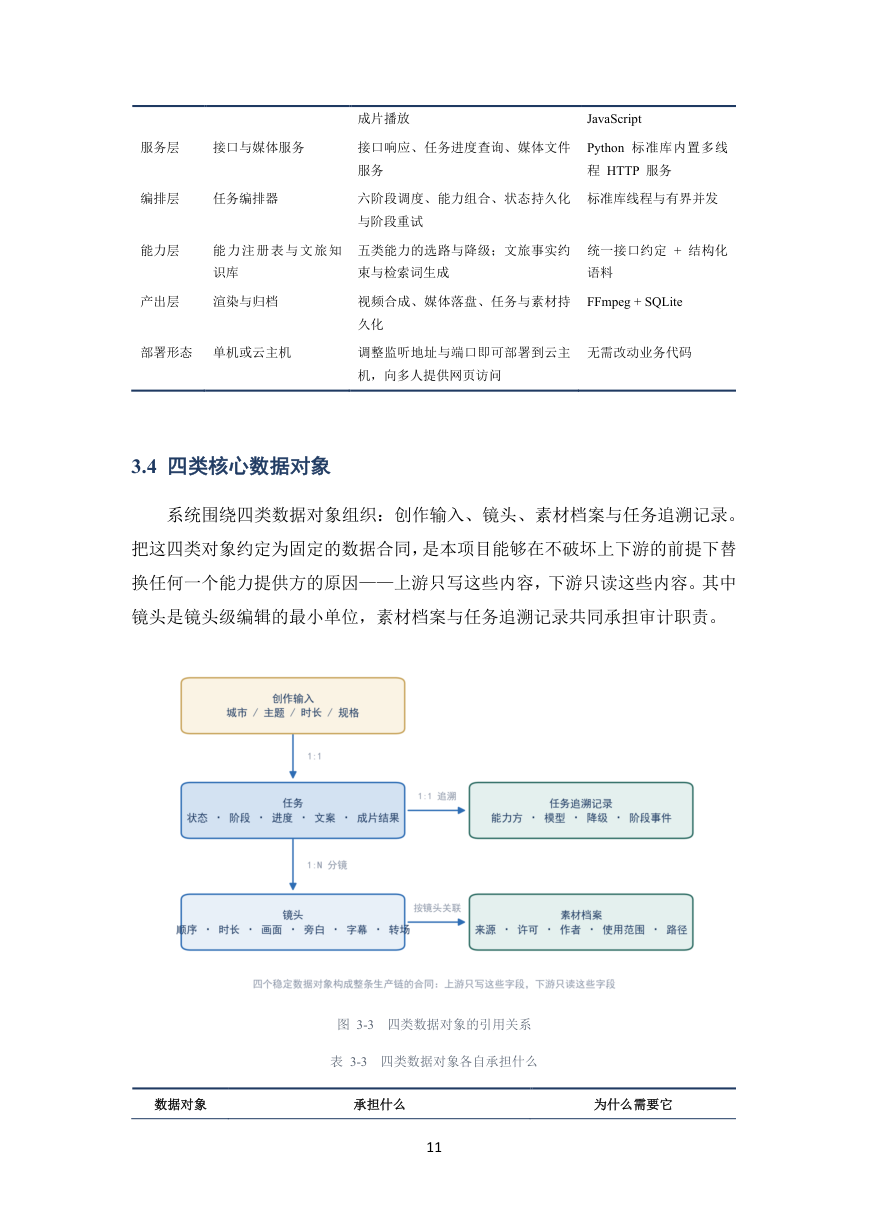 成片播放 JavaScript
服务层 接口与媒体服务 接口响应、任务进度查询、媒体文件 Python 标准库内置多线
服务 程 HTTP 服务
编排层 任务编排器 六阶段调度、能力组合、状态持久化 标准库线程与有界并发
与阶段重试
能力层 能力注册表与文旅知 五类能力的选路与降级；文旅事实约 统一接口约定 + 结构化
识库 束与检索词生成 语料
产出层 渲染与归档 视频合成、媒体落盘、任务与素材持 FFmpeg + SQLite
久化
部署形态 单机或云主机 调整监听地址与端口即可部署到云主 无需改动业务代码
机，向多人提供网页访问
3.4 四类核心数据对象
系统围绕四类数据对象组织：创作输入、镜头、素材档案与任务追溯记录。
把这四类对象约定为固定的数据合同，是本项目能够在不破坏上下游的前提下替
换任何一个能力提供方的原因——上游只写这些内容，下游只读这些内容。其中
镜头是镜头级编辑的最小单位，素材档案与任务追溯记录共同承担审计职责。
创作输入
城市 / 主题 / 时长 / 规格
1:1
任务
状态 · 阶段 · 进度 · 文案 · 成片结果
1:1 追溯
任务追溯记录
能力方 · 模型 · 降级 · 阶段事件
1:N 分镜
镜头
顺序 · 时长 · 画面 · 旁白 · 字幕 · 转场
按镜头关联
素材档案
来源 · 许可 · 作者 · 使用范围 · 路径
四个稳定数据对象构成整条生产链的合同：上游只写这些字段，下游只读这些字段
图 3-3 四类数据对象的引用关系
表 3-3 四类数据对象各自承担什么
数据对象 承担什么 为什么需要它
11